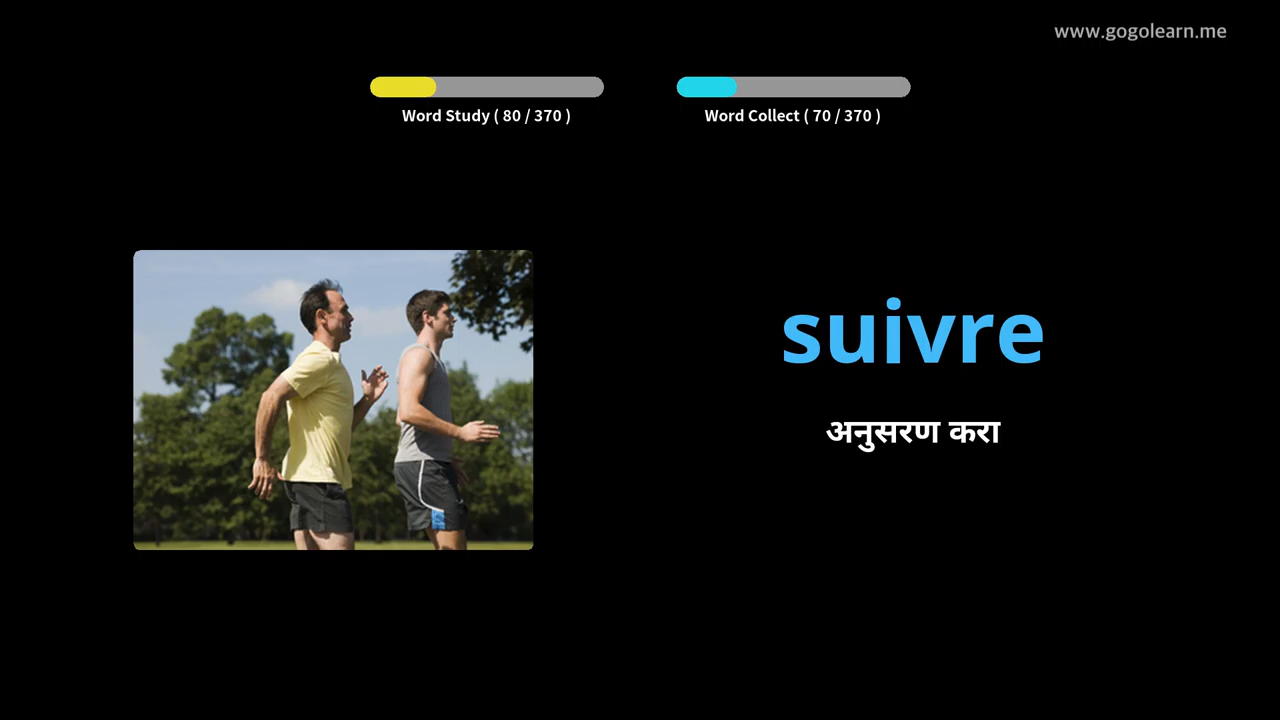 www.gogolearn.me
Word Study ( 80 / 370 )
Word Collect ( 70 / 370 )
suivre
अनुसरण करा